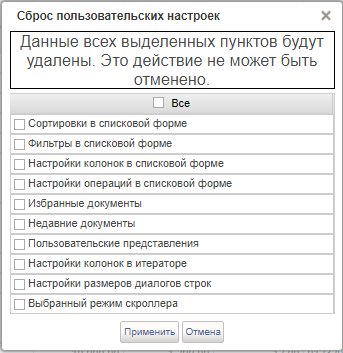 Сброс пользовательских настроек
Данные всех выделенных пунктов будут
удалены. Это действие не может быть
отменено.
Все
Сортировки в списковой форме
Фильтры в списковой форме
Настройки колонок в списковой форме
Настройки операций в списковой форме
Избранные документы
Недавние документы
Пользовательские представления
Настройки колонок в итераторе
Настройки размеров диалогов строк
Выбранный режим скроллера
Применить Отмена